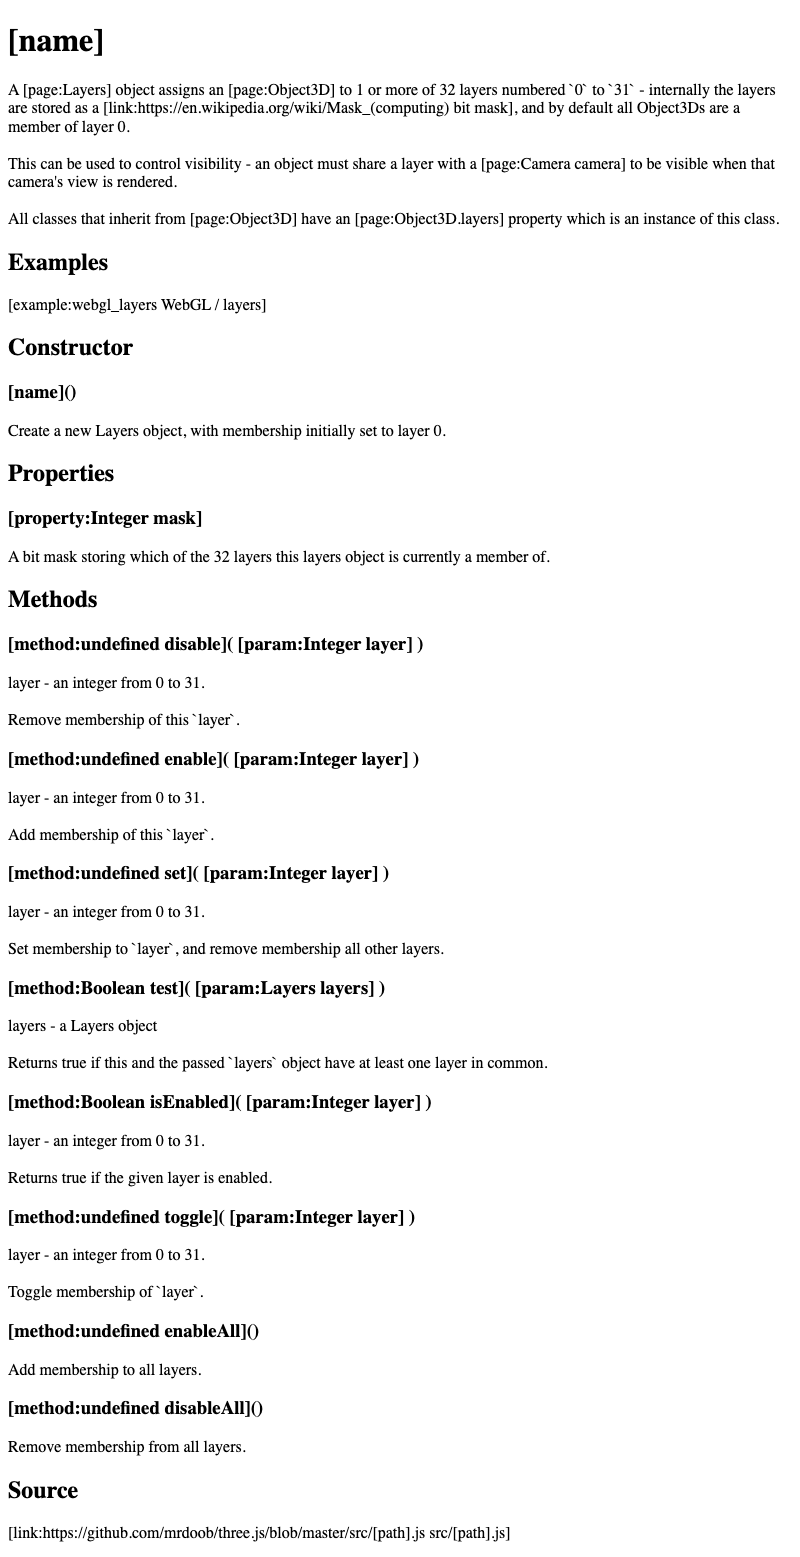 [name]
A [page:Layers] object assigns an [page:Object3D] to 1 or more of 32 layers numbered `0` to `31` - internally the layers
are stored as a [link:https://en.wikipedia.org/wiki/Mask_(computing) bit mask], and by default all Object3Ds are a
member of layer 0.
This can be used to control visibility - an object must share a layer with a [page:Camera camera] to be visible when that
camera's view is rendered.
All classes that inherit from [page:Object3D] have an [page:Object3D.layers] property which is an instance of this class.
Examples
[example:webgl_layers WebGL / layers]
Constructor
[name]()
Create a new Layers object, with membership initially set to layer 0.
Properties
[property:Integer mask]
A bit mask storing which of the 32 layers this layers object is currently a member of.
Methods
[method:undefined disable]( [param:Integer layer] )
layer - an integer from 0 to 31.
Remove membership of this `layer`.
[method:undefined enable]( [param:Integer layer] )
layer - an integer from 0 to 31.
Add membership of this `layer`.
[method:undefined set]( [param:Integer layer] )
layer - an integer from 0 to 31.
Set membership to `layer`, and remove membership all other layers.
[method:Boolean test]( [param:Layers layers] )
layers - a Layers object
Returns true if this and the passed `layers` object have at least one layer in common.
[method:Boolean isEnabled]( [param:Integer layer] )
layer - an integer from 0 to 31.
Returns true if the given layer is enabled.
[method:undefined toggle]( [param:Integer layer] )
layer - an integer from 0 to 31.
Toggle membership of `layer`.
[method:undefined enableAll]()
Add membership to all layers.
[method:undefined disableAll]()
Remove membership from all layers.
Source
[link:https://github.com/mrdoob/three.js/blob/master/src/[path].js src/[path].js]